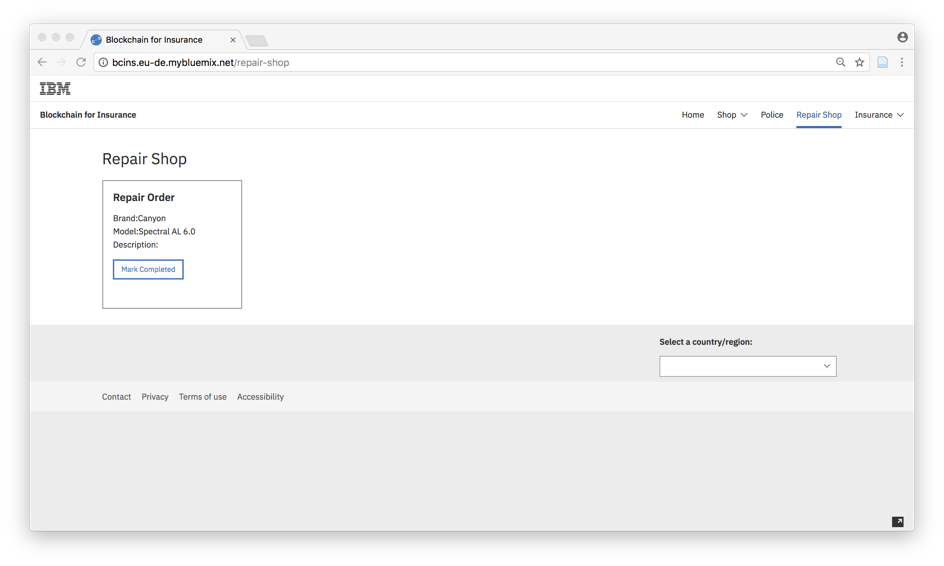 Blockchain for Insurance
bcins.eu-de.mybluemix.net/repair-shop
IBM
Blockchain for Insurance
Home Shop Police Repair Shop Insurance
Repair Shop
Repair Order
Brand:Canyon
Model:Spectral AL 6.0
Description:
Mark Completed
Select a country/region:
Contact Privacy Terms of use Accessibility